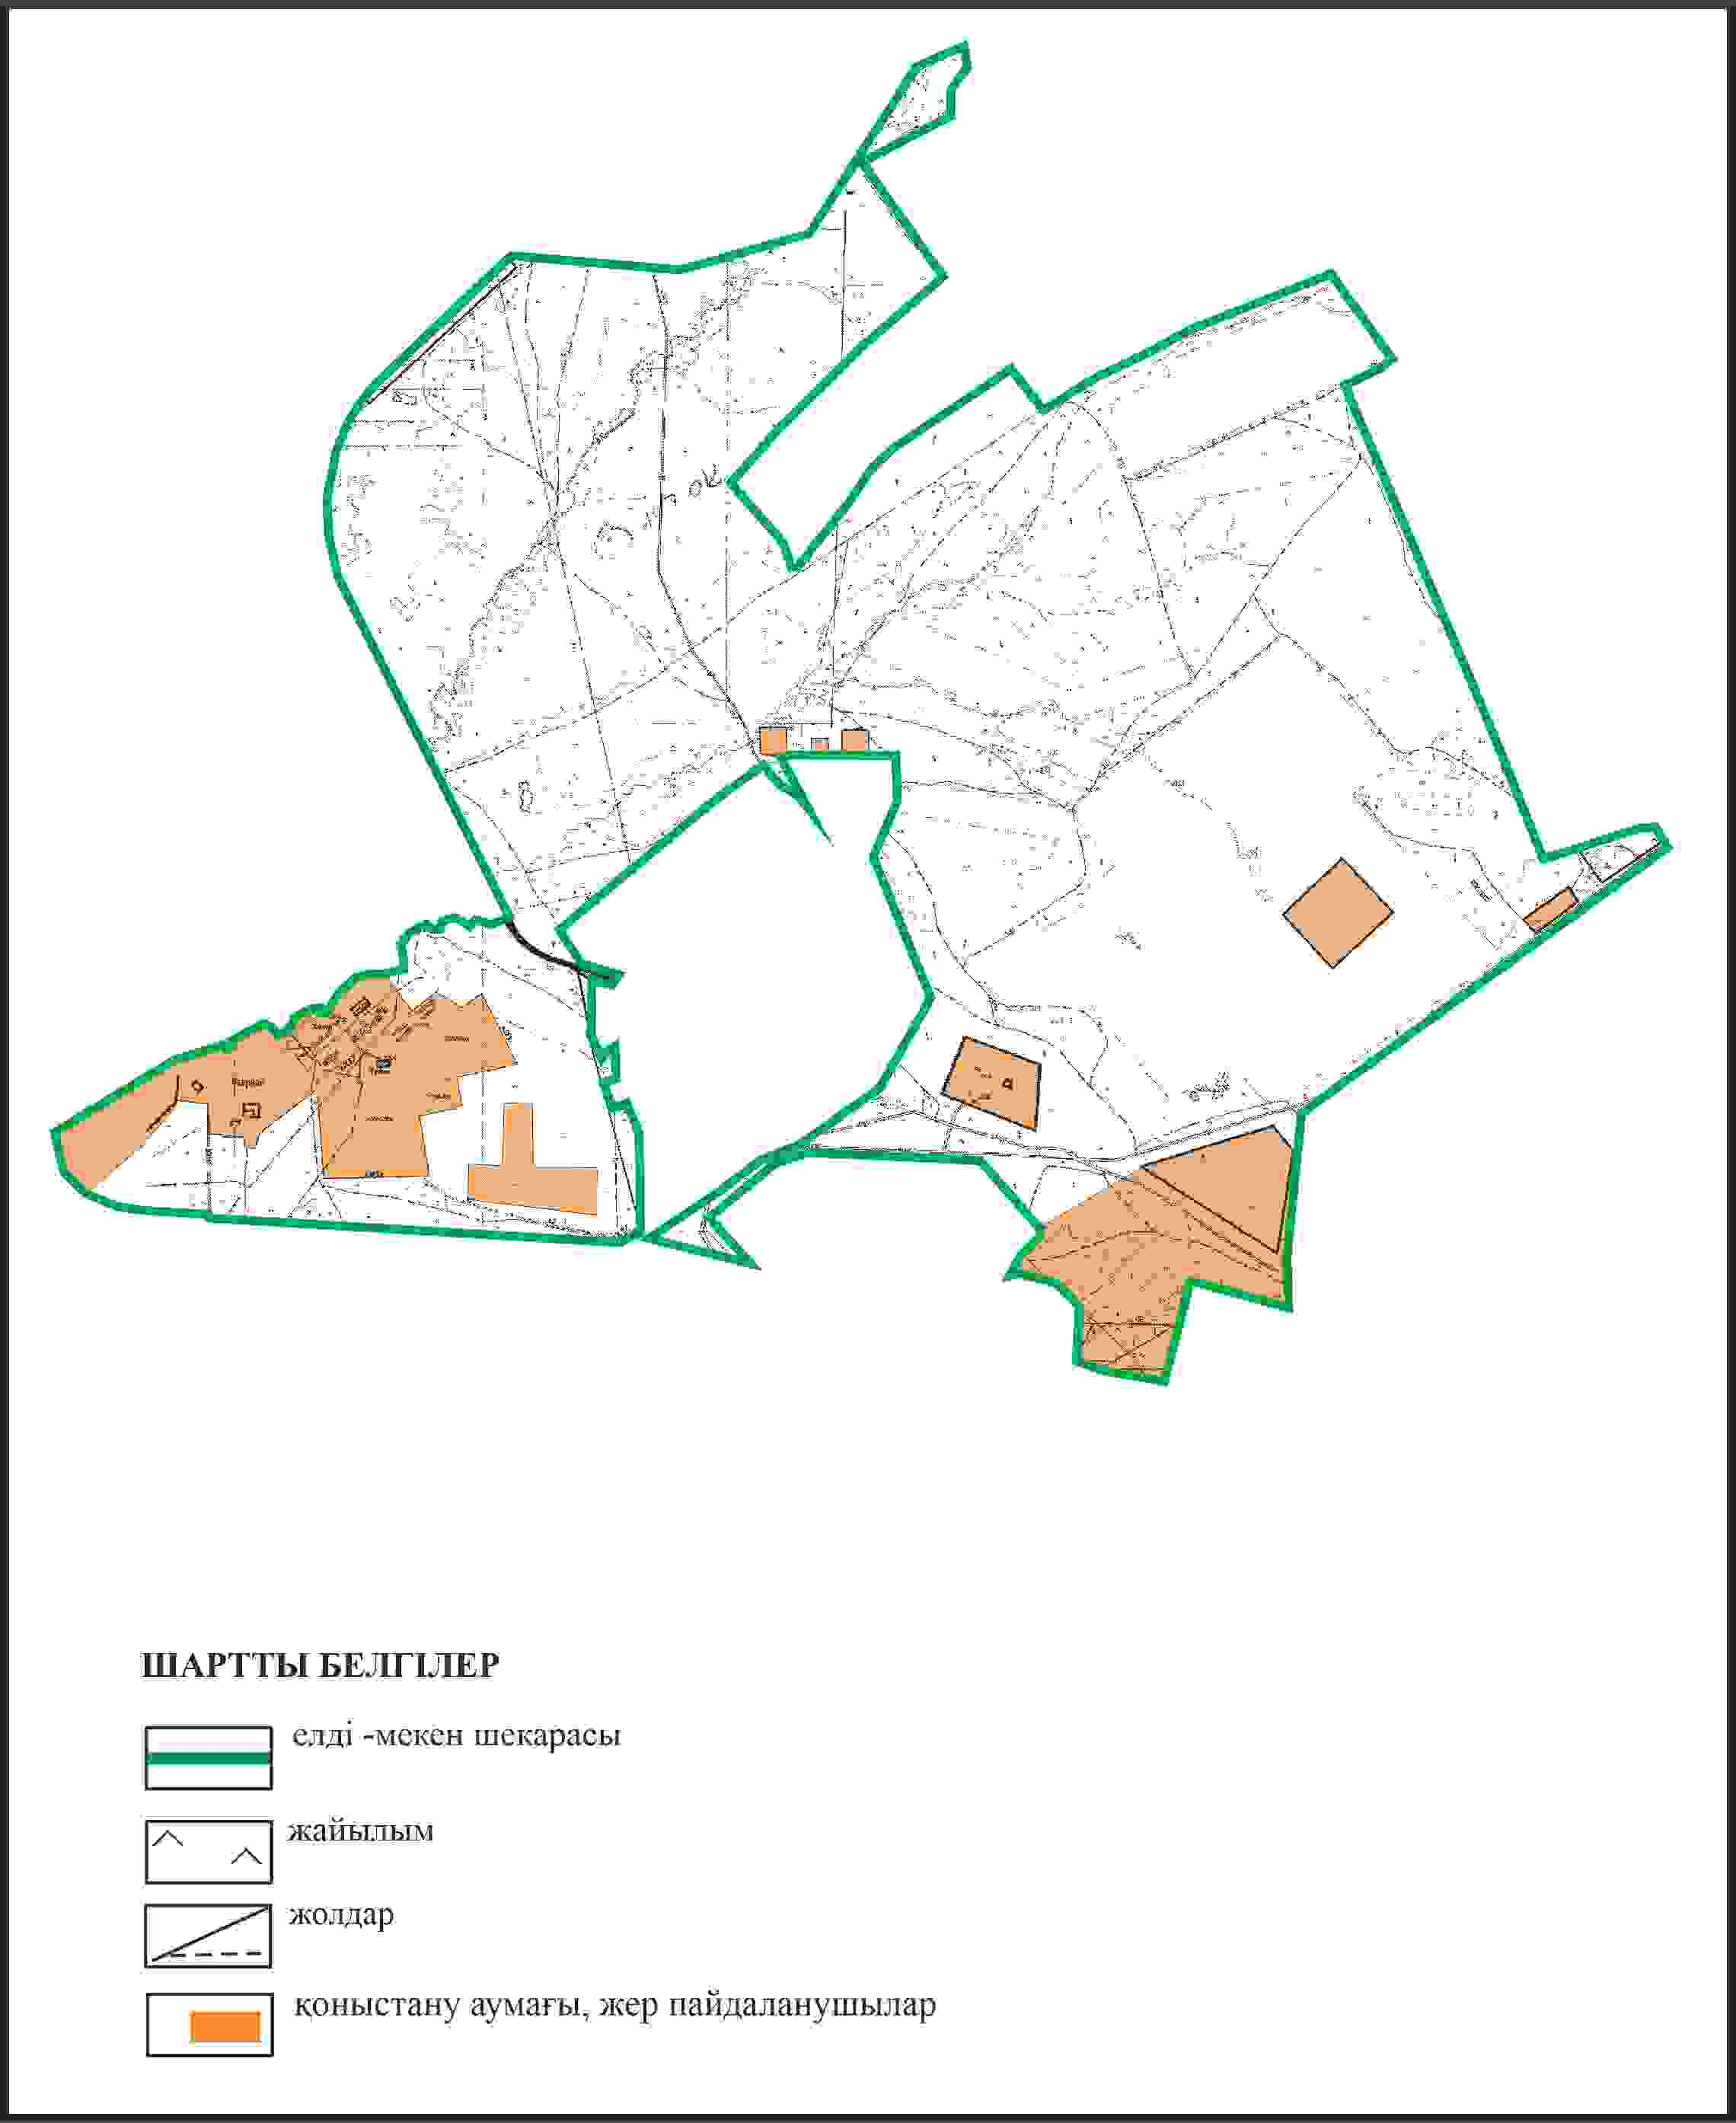 ШАРТТЫ БЕЛГІЛЕР
елді -мекен шекарасы
жайылым
жолдар
қоныстану аумағы, жер пайдаланушылар